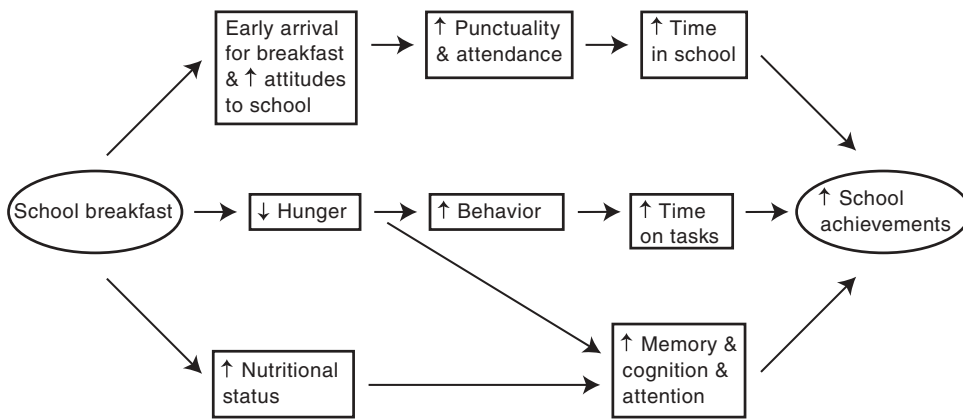 Early arrival
for breakfast
& ↑ attitudes
to school
↑ Punctuality
& attendance
↑ Time
in school
School breakfast
↓ Hunger
↑ Behavior
↑ Time
on tasks
↑ School
achievements
↑ Nutritional
status
↑ Memory &
cognition &
attention